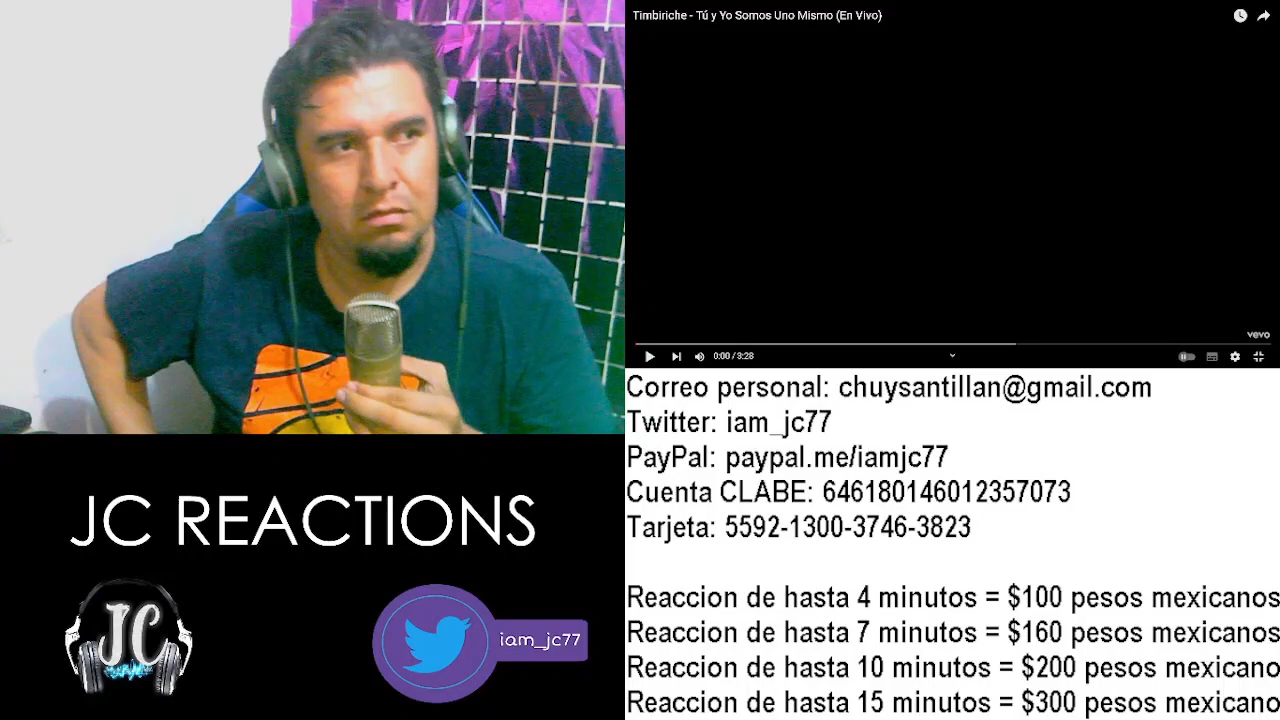 Timbiriche - Tú y Yo Somos Uno Mismo (En Vivo)
vevo
0:00 / 3:28
Correo personal: chuysantillan@gmail.com
Twitter: iam_jc77
PayPal: paypal.me/iamjc77
Cuenta CLABE: 646180146012357073
Tarjeta: 5592-1300-3746-3823
Reaccion de hasta 4 minutos = $100 pesos mexicanos
Reaccion de hasta 7 minutos = $160 pesos mexicanos
Reaccion de hasta 10 minutos = $200 pesos mexicano
Reaccion de hasta 15 minutos = $300 pesos mexicano
JC REACTIONS
JC
iam_jc77